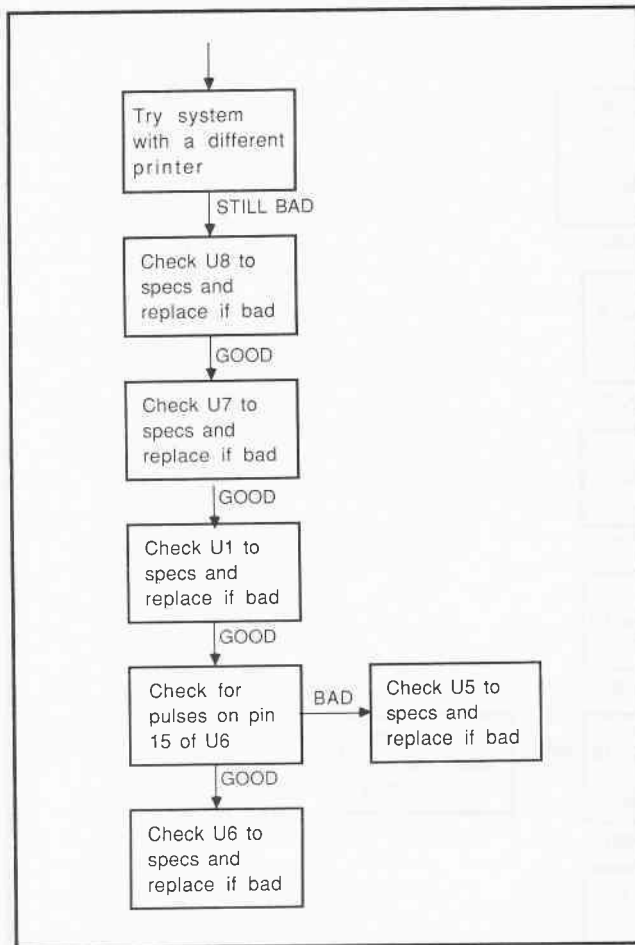 Try system
with a different
printer
STILL BAD
Check U8 to
specs and
replace if bad
GOOD
Check U7 to
specs and
replace if bad
GOOD
Check U1 to
specs and
replace if bad
GOOD
Check for
pulses on pin
15 of U6
BAD
Check U5 to
specs and
replace if bad
GOOD
Check U6 to
specs and
replace if bad